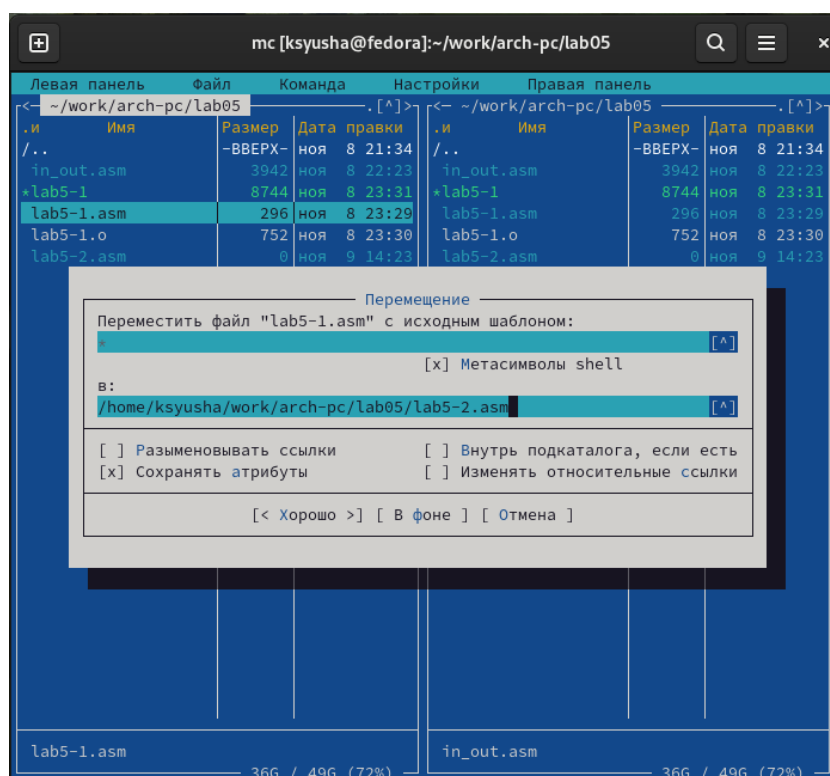 mc [ksyusha@fedora]:~/work/arch-pc/lab05
Левая панель Файл Команда Настройки Правая панель
<─ ~/work/arch-pc/lab05 ─.[^]> <─ ~/work/arch-pc/lab05 ─.[^]>
.и Имя Размер Дата правки .и Имя Размер Дата правки
/.. -ВВЕРХ- ноя 8 21:34 /.. -ВВЕРХ- ноя 8 21:34
in_out.asm 3942 ноя 8 22:23 in_out.asm 3942 ноя 8 22:23
*lab5-1 8744 ноя 8 23:31 *lab5-1 8744 ноя 8 23:31
lab5-1.asm 296 ноя 8 23:29 lab5-1.asm 296 ноя 8 23:29
lab5-1.o 752 ноя 8 23:30 lab5-1.o 752 ноя 8 23:30
lab5-2.asm 0 ноя 9 14:23 lab5-2.asm 0 ноя 9 14:23
Перемещение
Переместить файл "lab5-1.asm" с исходным шаблоном:
* [^]
[x] Метасимволы shell
в:
/home/ksyusha/work/arch-pc/lab05/lab5-2.asm [^]
[ ] Разыменовывать ссылки [ ] Внутрь подкаталога, если есть
[x] Сохранять атрибуты [ ] Изменять относительные ссылки
[< Хорошо >] [ В фоне ] [ Отмена ]
lab5-1.asm in_out.asm
36G / 49G (72%) 36G / 49G (72%)